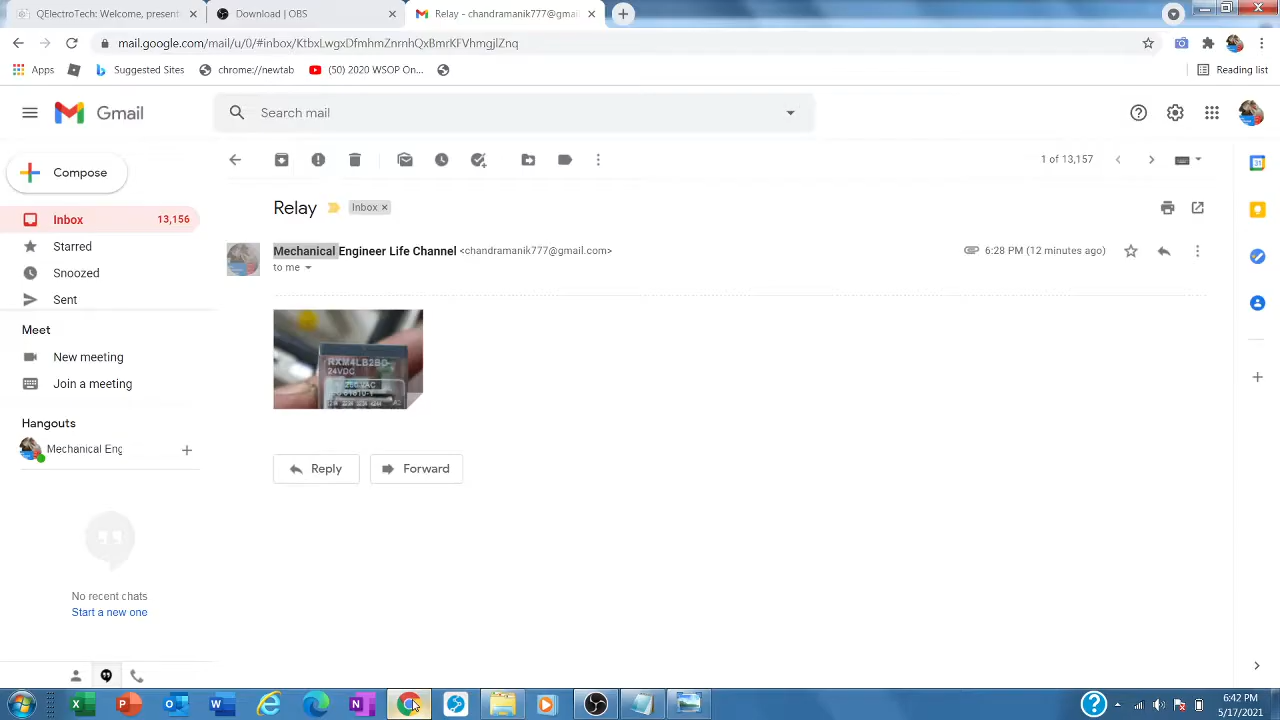 QElectroTech: Welcome, present
Download | OBS
Relay - chandramanik777@gmai
mail.google.com/mail/u/0/#inbox/KtbxLwgxDfmhmZnrnhQxBmrKFVhtqqjlZnq
Apps
Suggested Sites
chrome://newtab
(50) 2020 WSOP On...
Reading list
Gmail
Search mail
Compose
1 of 13,157
Inbox 13,156
Relay
Inbox ×
Starred
Mechanical Engineer Life Channel <chandramanik777@gmail.com>
6:28 PM (12 minutes ago)
to me
Snoozed
Sent
Meet
New meeting
Join a meeting
RXM4LB2BD
24VDC
250VAC
Hangouts
Mechanical Eng
Reply
Forward
No recent chats
Start a new one
6:42 PM
5/17/2021